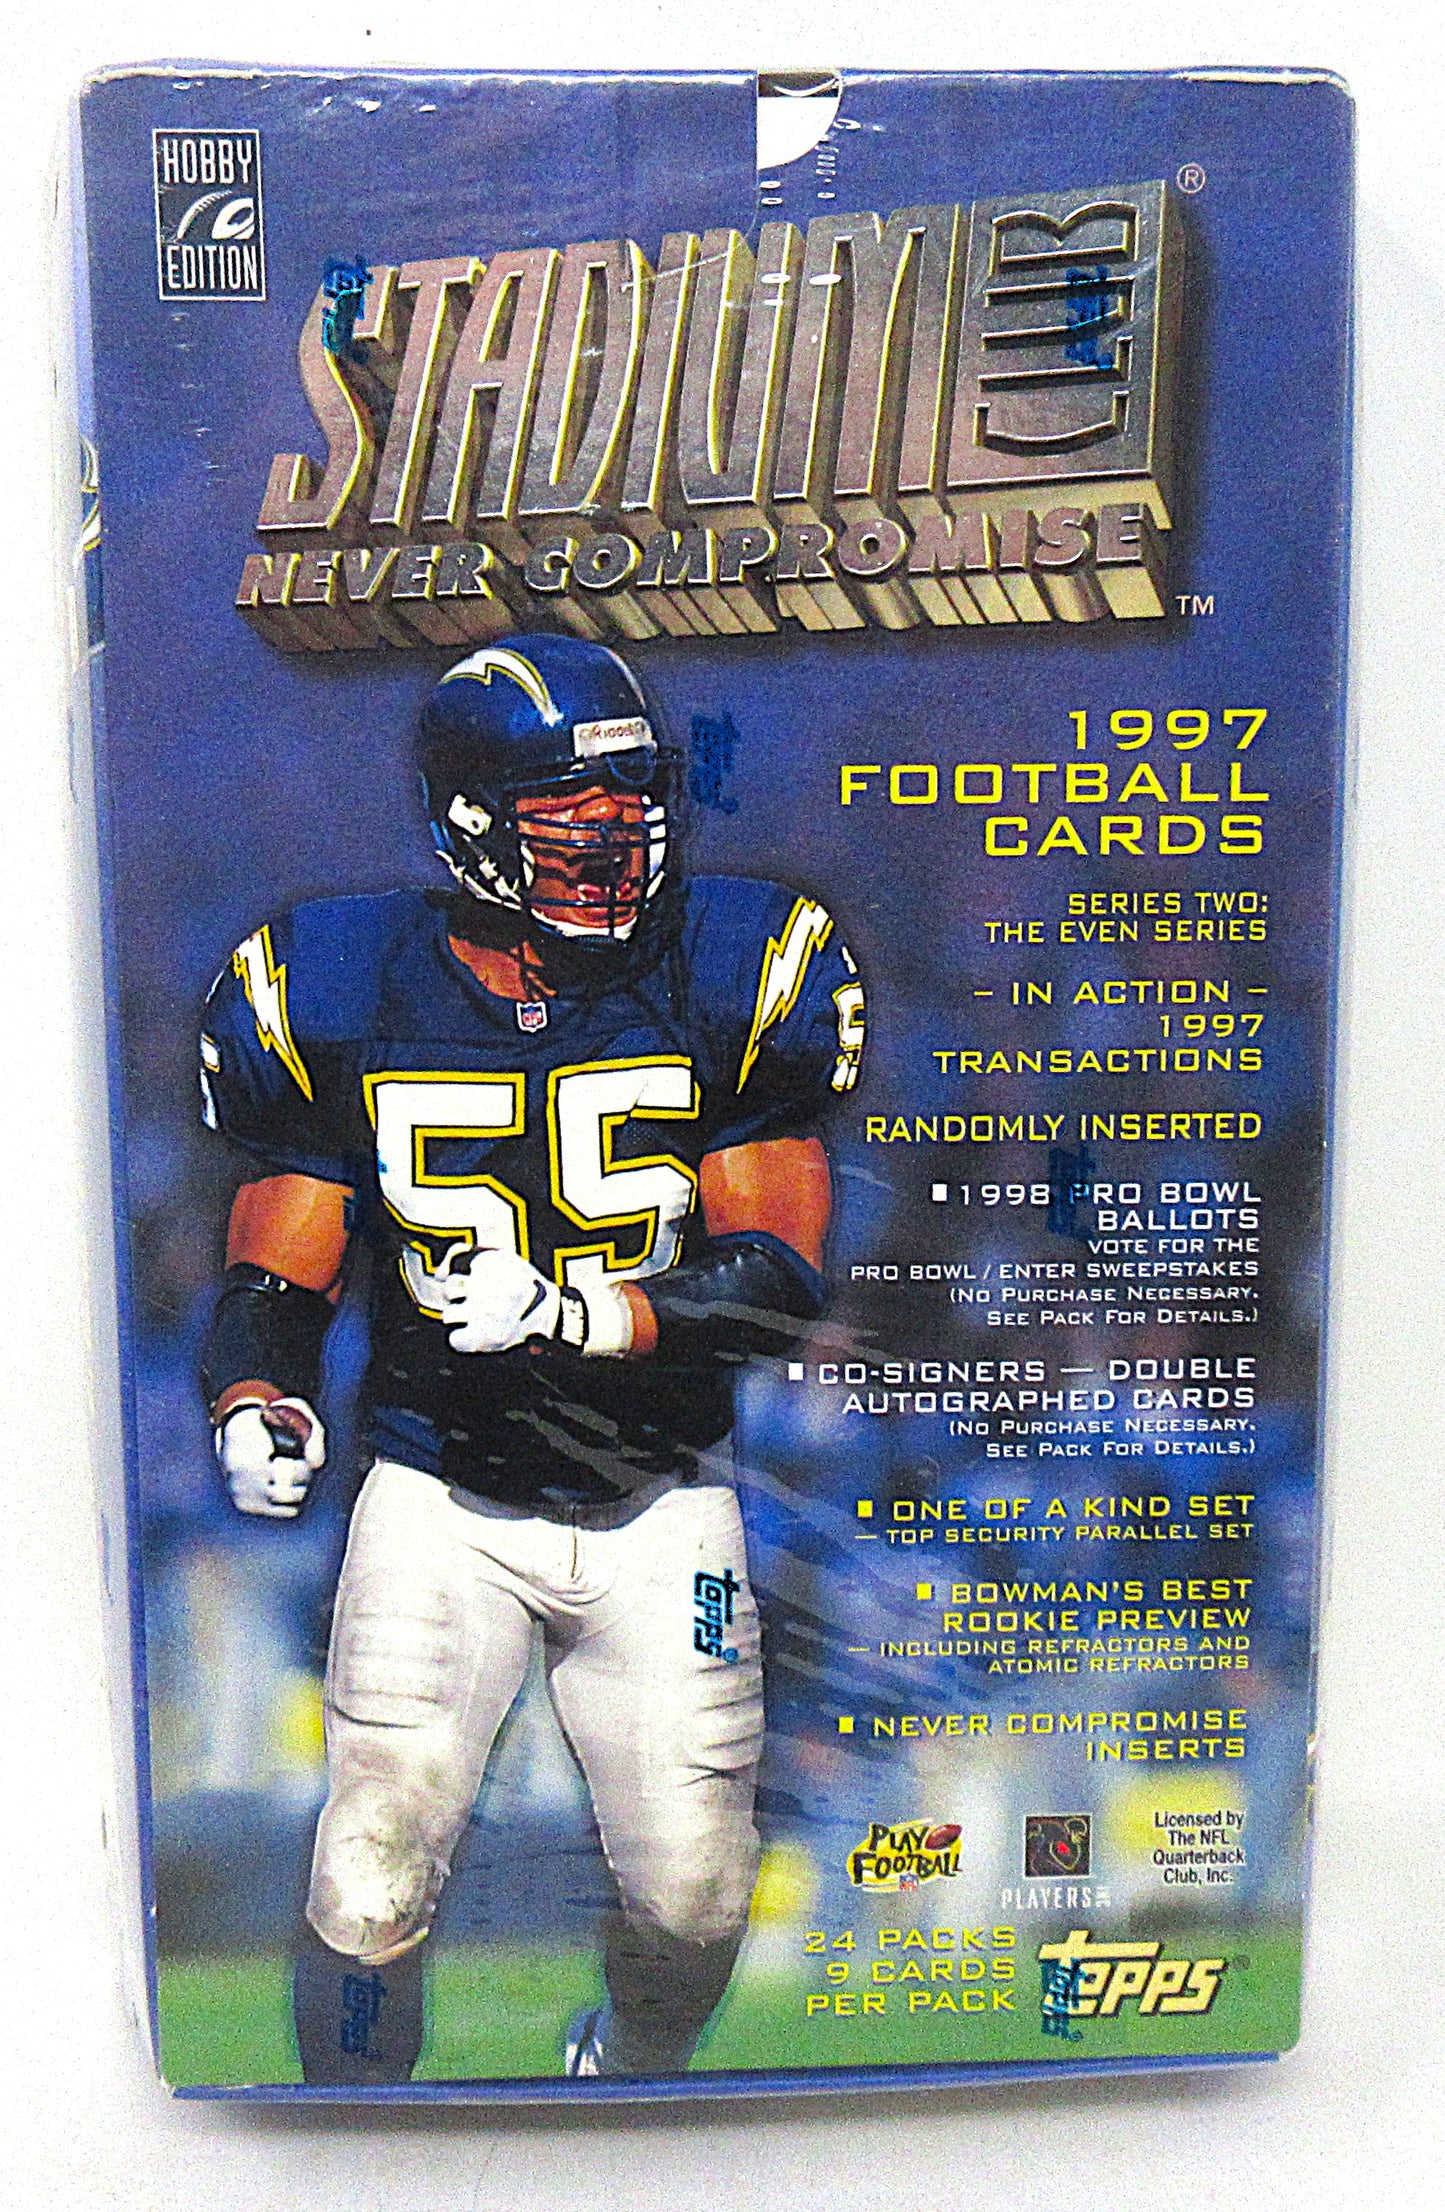 HOBBY
EDITION
STADIUM CLUB ®
NEVER COMPROMISE TM
Riddell
1997
FOOTBALL
CARDS
SERIES TWO:
THE EVEN SERIES
– IN ACTION –
1997
TRANSACTIONS
RANDOMLY INSERTED
■ 1998 PRO BOWL
BALLOTS
VOTE FOR THE
PRO BOWL / ENTER SWEEPSTAKES
(NO PURCHASE NECESSARY.
SEE PACK FOR DETAILS.)
■ CO-SIGNERS — DOUBLE
AUTOGRAPHED CARDS
(NO PURCHASE NECESSARY.
SEE PACK FOR DETAILS.)
■ ONE OF A KIND SET
— TOP SECURITY PARALLEL SET
■ BOWMAN'S BEST
ROOKIE PREVIEW
— INCLUDING REFRACTORS AND
ATOMIC REFRACTORS
■ NEVER COMPROMISE
INSERTS
55
PLAY
FOOTBALL
PLAYERS INC
Licensed by
The NFL
Quarterback
Club, Inc.
24 PACKS
9 CARDS
PER PACK
Topps®
Topps®